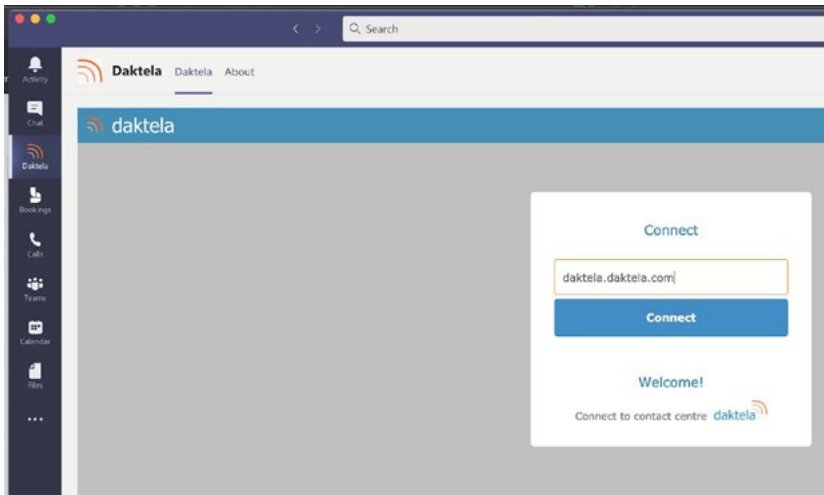 Search
Activity
Daktela Daktela About
Chat
daktela
Daktela
Bookings
Connect
Calls
daktela.daktela.com
Teams
Connect
Calendar
Files
Welcome!
Connect to contact centre daktela